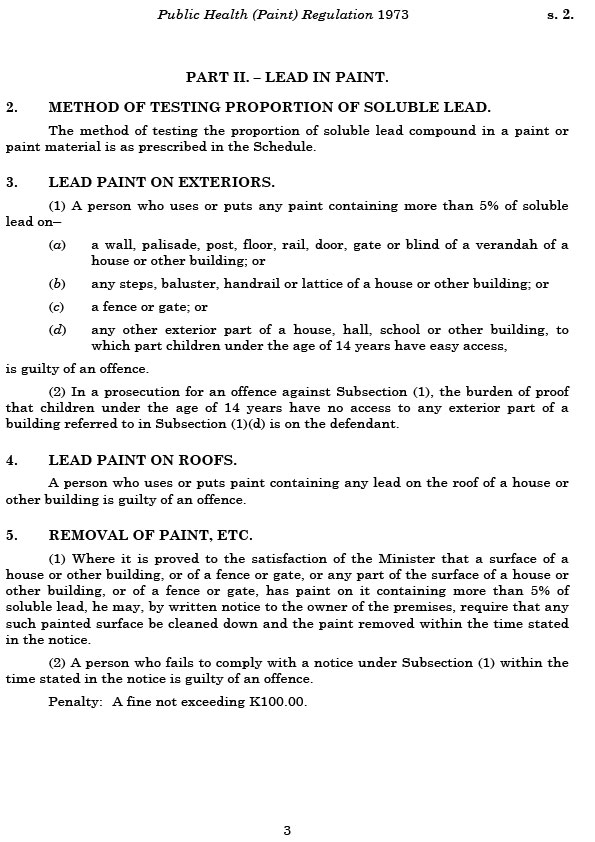 Public Health (Paint) Regulation 1973 s. 2.
PART II. – LEAD IN PAINT.
2. METHOD OF TESTING PROPORTION OF SOLUBLE LEAD.
The method of testing the proportion of soluble lead compound in a paint or
paint material is as prescribed in the Schedule.
3. LEAD PAINT ON EXTERIORS.
(1) A person who uses or puts any paint containing more than 5% of soluble
lead on–
(a) a wall, palisade, post, floor, rail, door, gate or blind of a verandah of a
house or other building; or
(b) any steps, baluster, handrail or lattice of a house or other building; or
(c) a fence or gate; or
(d) any other exterior part of a house, hall, school or other building, to
which part children under the age of 14 years have easy access,
is guilty of an offence.
(2) In a prosecution for an offence against Subsection (1), the burden of proof
that children under the age of 14 years have no access to any exterior part of a
building referred to in Subsection (1)(d) is on the defendant.
4. LEAD PAINT ON ROOFS.
A person who uses or puts paint containing any lead on the roof of a house or
other building is guilty of an offence.
5. REMOVAL OF PAINT, ETC.
(1) Where it is proved to the satisfaction of the Minister that a surface of a
house or other building, or of a fence or gate, or any part of the surface of a house or
other building, or of a fence or gate, has paint on it containing more than 5% of
soluble lead, he may, by written notice to the owner of the premises, require that any
such painted surface be cleaned down and the paint removed within the time stated
in the notice.
(2) A person who fails to comply with a notice under Subsection (1) within the
time stated in the notice is guilty of an offence.
Penalty: A fine not exceeding K100.00.
3